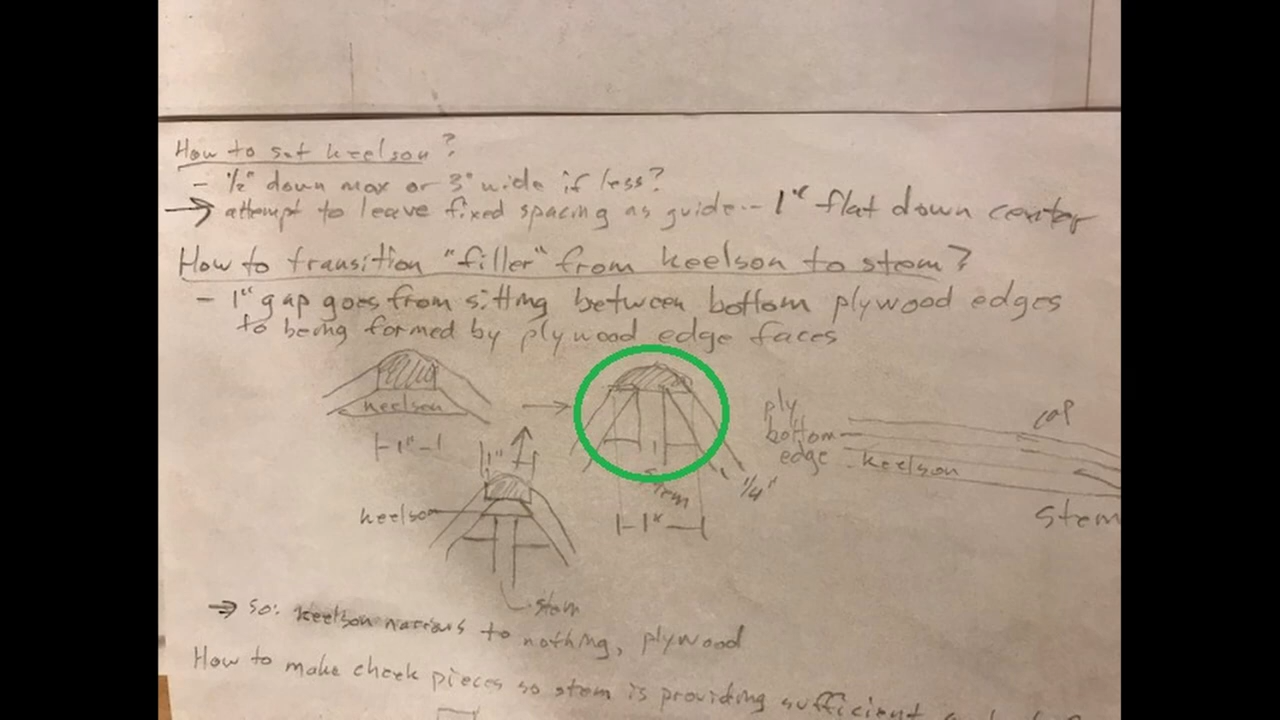 How to set keelson?
- 1/2" down max or 3" wide if less?
→ attempt to leave fixed spacing as guide -- 1" flat down center
How to transition "filler" from keelson to stem?
- 1" gap goes from sitting between bottom plywood edges
to being formed by plywood edge faces
keelson
1"
1"
keelson
stem
stem
1/4"
1"
ply
bottom
edge
cap
keelson
stem
→ so: keelson narrows to nothing, plywood
How to make cheek pieces so stem is providing sufficient